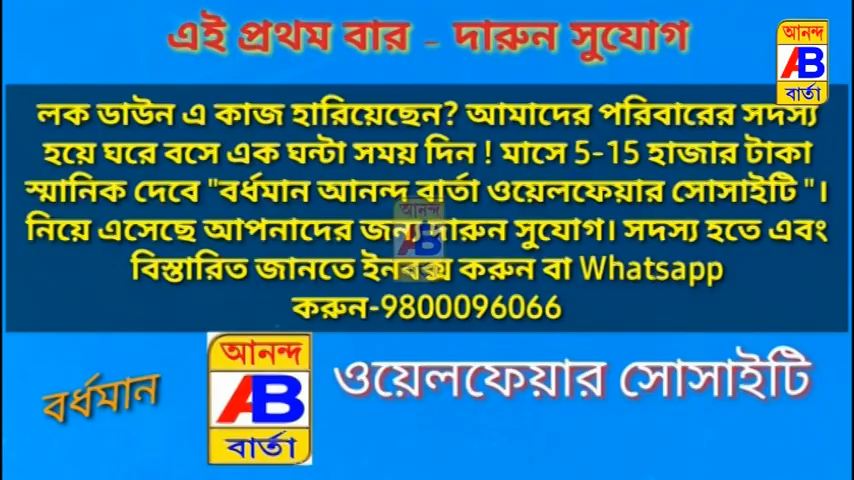 এই প্রথম বার - দারুন সুযোগ
আনন্দ
AB
বার্তা
লক ডাউন এ কাজ হারিয়েছেন? আমাদের পরিবারের সদস্য
হয়ে ঘরে বসে এক ঘন্টা সময় দিন ! মাসে 5-15 হাজার টাকা
স্মানিক দেবে "বর্ধমান আনন্দ বার্তা ওয়েলফেয়ার সোসাইটি "।
নিয়ে এসেছে আপনাদের জন্য দারুন সুযোগ। সদস্য হতে এবং
বিস্তারিত জানতে ইনবক্স করুন বা Whatsapp
করুন-9800096066
আনন্দ
AB
বর্ধমান
আনন্দ
AB
বার্তা
ওয়েলফেয়ার সোসাইটি